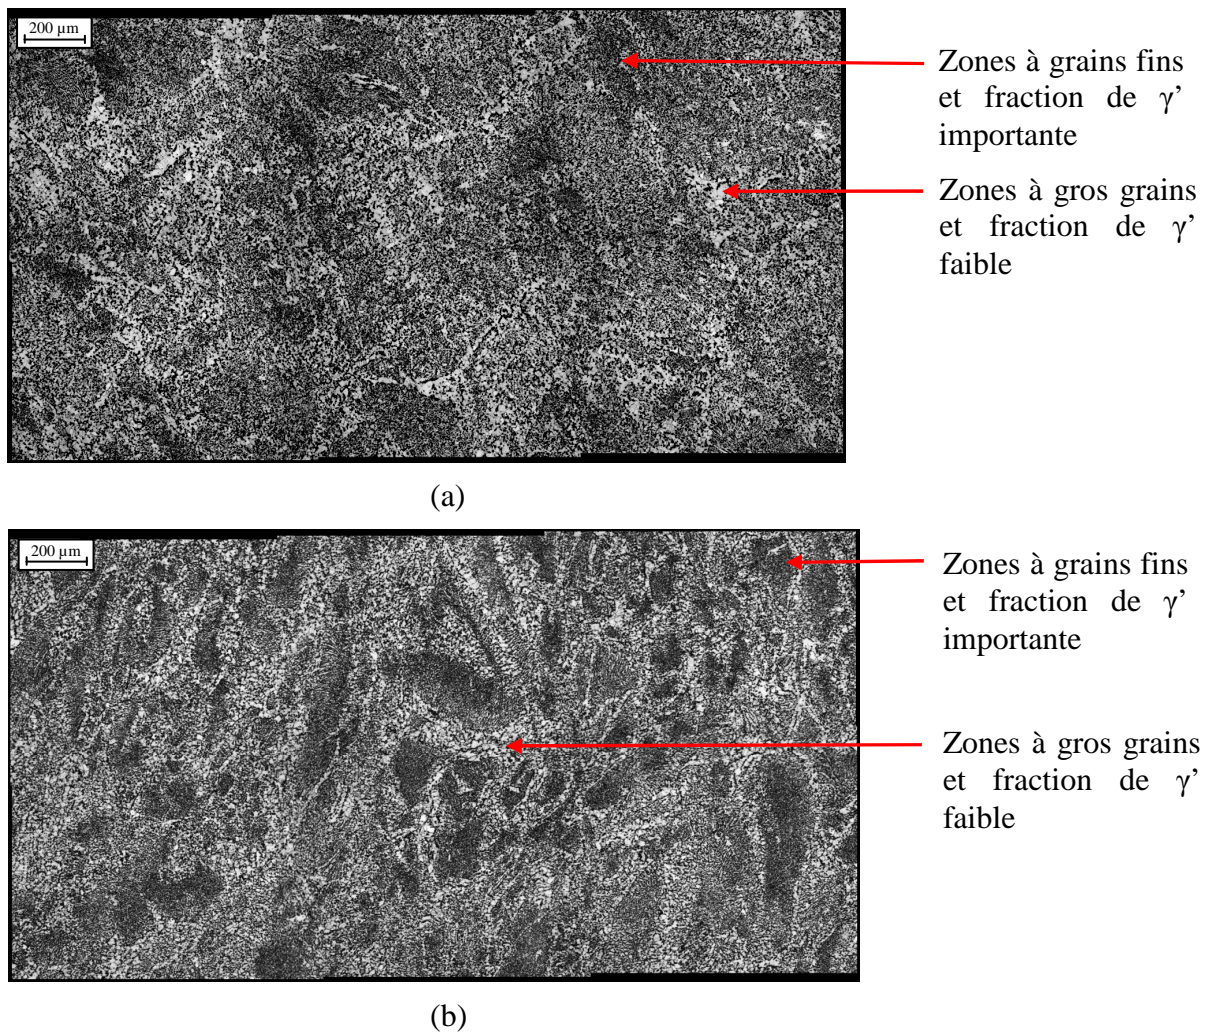 200 µm
Zones à grains fins
et fraction de γ’
importante
Zones à gros grains
et fraction de γ’
faible
(a)
200 µm
Zones à grains fins
et fraction de γ’
importante
Zones à gros grains
et fraction de γ’
faible
(b)